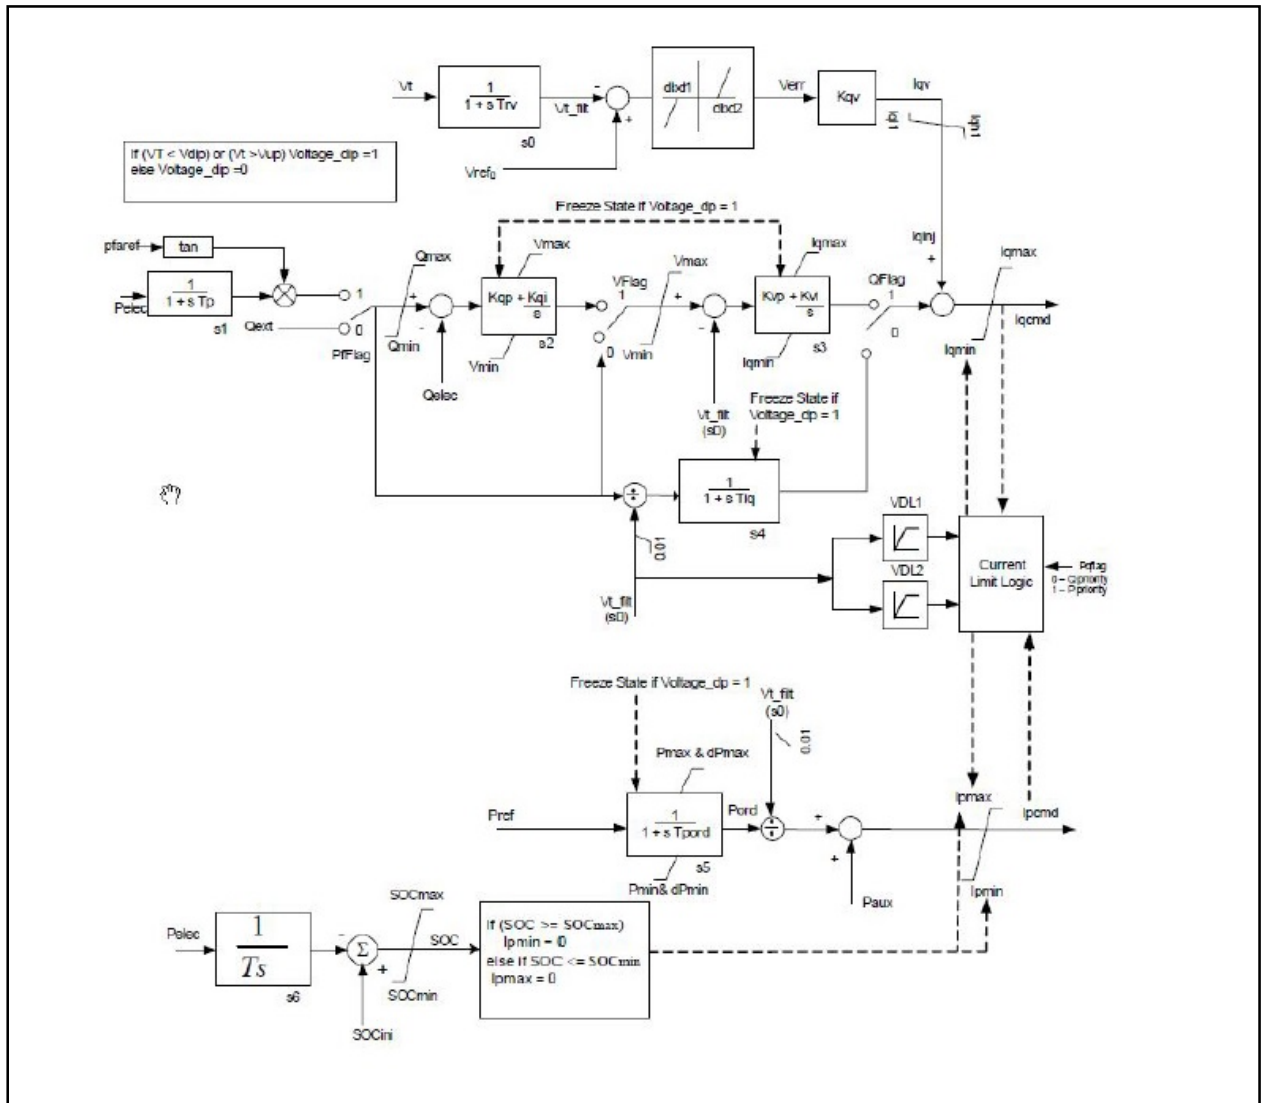 Vt
1
1 + s Trv
s0
Vt_filt
-
+
Vref0
dbd1
dbd2
Verr
Kqv
Iqv
Iqh1
Iql1
If (VT < Vdip) or (Vt >Vup) Voltage_dip =1
else Voltage_dip =0
Freeze State if Voltage_dp = 1
pfaref
tan
Pelec
1
1 + s Tp
s1
Qext
1
0
PfFlag
Qmax
Qmin
+
-
Qelec
Vmax
Kqp + Kqi
s
s2
Vmin
VFlag
1
0
Vmax
Vmin
+
-
Vt_filt
(s0)
Iqmax
Kvp + Kvi
s
s3
Iqmin
QFlag
1
0
Iqinj
+
Iqmax
Iqmin
Iqcmd
Freeze State if
Voltage_dp = 1
÷
1
1 + s Tiq
s4
0.01
Vt_filt
(s0)
VDL1
VDL2
Current
Limit Logic
Pqflag
0 – Q priority
1 – P priority
Freeze State if Voltage_dp = 1
Vt_filt
(s0)
0.01
Pmax & dPmax
Pref
1
1 + s Tpord
s5
Pmin& dPmin
Pord
÷
+
+
Paux
Ipmax
Ipmin
Ipcmd
Pelec
1
Ts
s6
-
Σ
+
SOCini
SOCmax
SOCmin
SOC
If (SOC >= SOCmax)
Ipmin = 0
else if SOC <= SOCmin
Ipmax = 0